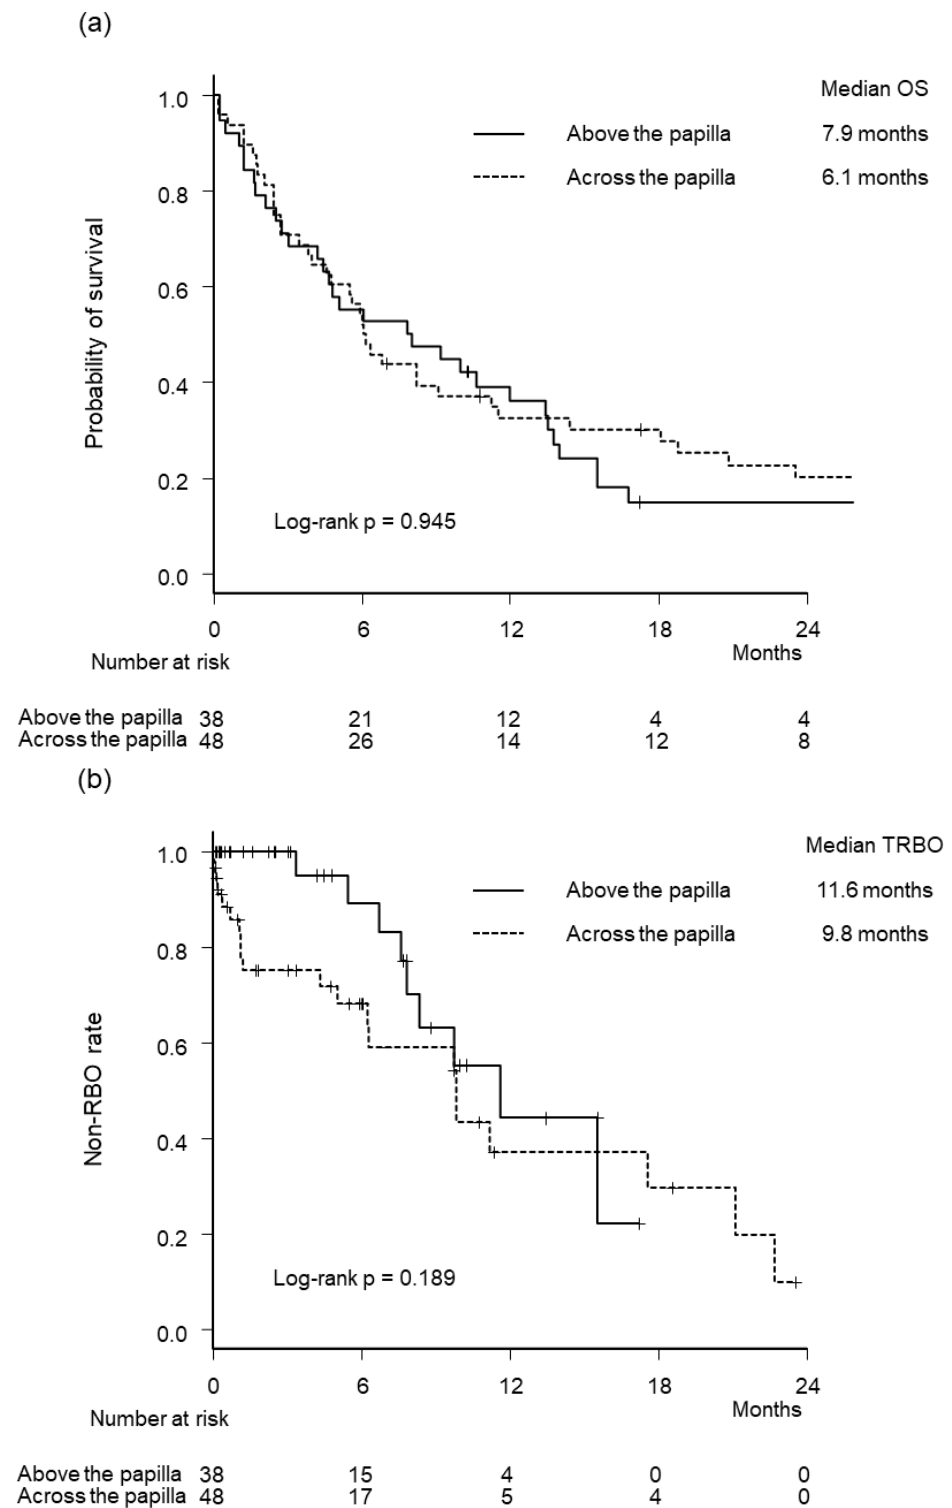 (a)
Median OS
Above the papilla 7.9 months
Across the papilla 6.1 months
Probability of survival
1.0
0.8
0.6
0.4
0.2
0.0
Log-rank p = 0.945
0 6 12 18 24
Months
Number at risk
Above the papilla 38 21 12 4 4
Across the papilla 48 26 14 12 8
(b)
Median TRBO
Above the papilla 11.6 months
Across the papilla 9.8 months
Non-RBO rate
1.0
0.8
0.6
0.4
0.2
0.0
Log-rank p = 0.189
0 6 12 18 24
Months
Number at risk
Above the papilla 38 15 4 0 0
Across the papilla 48 17 5 4 0